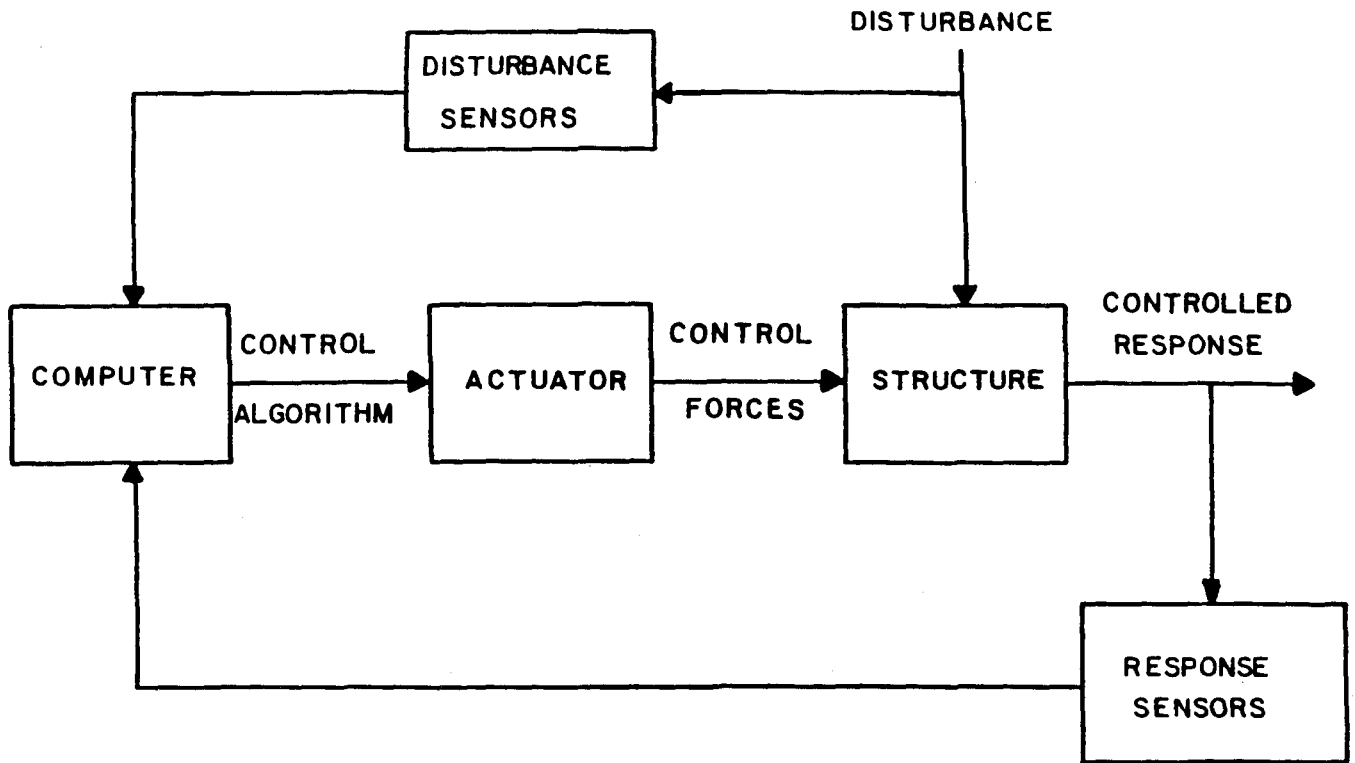 DISTURBANCE
DISTURBANCE
SENSORS
COMPUTER
CONTROL
ALGORITHM
ACTUATOR
CONTROL
FORCES
STRUCTURE
CONTROLLED
RESPONSE
RESPONSE
SENSORS